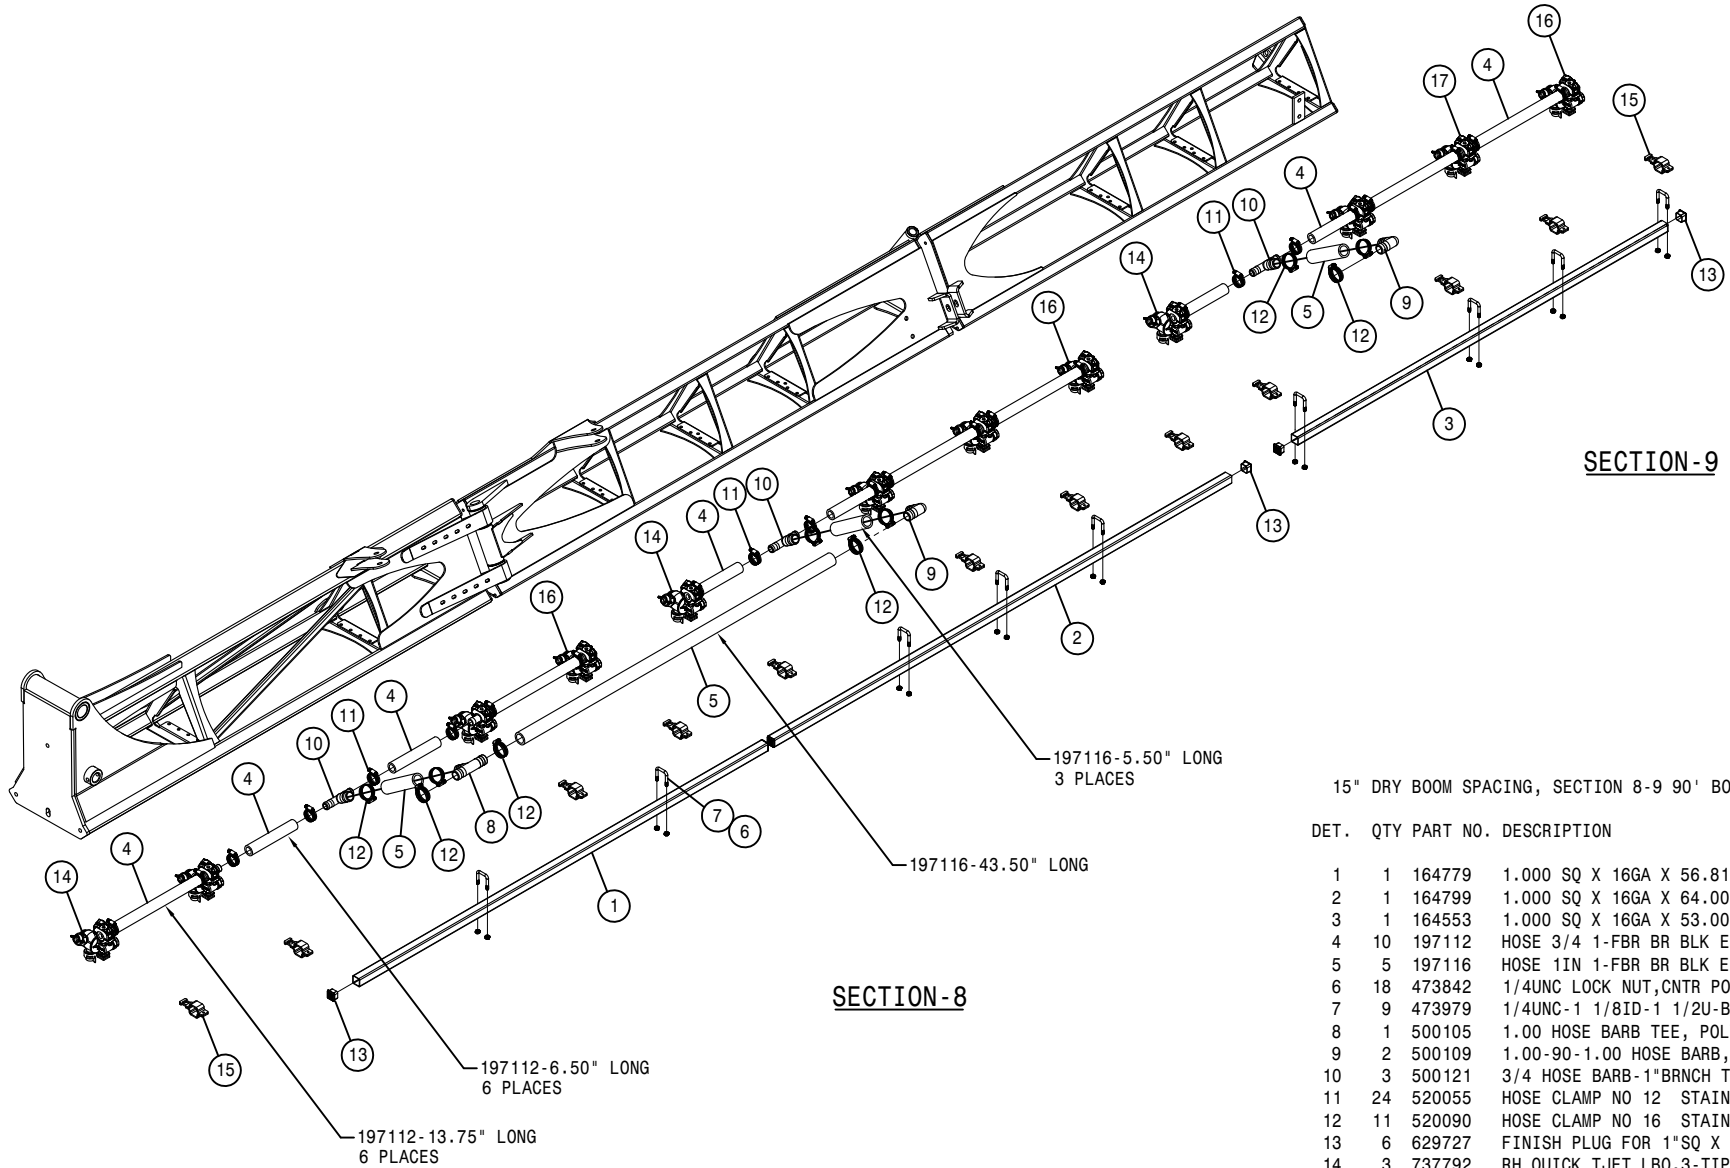 16
4
17
15
4
10
11
14
13
12
5
9
12
16
3
SECTION-9
10
11
4
13
14
9
16
12
2
4
5
11
10
197116-5.50" LONG
3 PLACES
4
12
7
6
12
5
12
8
4
197116-43.50" LONG
14
1
SECTION-8
13
15
197112-6.50" LONG
6 PLACES
197112-13.75" LONG
6 PLACES
15" DRY BOOM SPACING, SECTION 8-9 90' BO
DET. QTY PART NO. DESCRIPTION
1 1 164779 1.000 SQ X 16GA X 56.81
2 1 164799 1.000 SQ X 16GA X 64.00
3 1 164553 1.000 SQ X 16GA X 53.00
4 10 197112 HOSE 3/4 1-FBR BR BLK E
5 5 197116 HOSE 1IN 1-FBR BR BLK E
6 18 473842 1/4UNC LOCK NUT,CNTR PO
7 9 473979 1/4UNC-1 1/8ID-1 1/2U-B
8 1 500105 1.00 HOSE BARB TEE, POL
9 2 500109 1.00-90-1.00 HOSE BARB,
10 3 500121 3/4 HOSE BARB-1"BRNCH T
11 24 520055 HOSE CLAMP NO 12 STAIN
12 11 520090 HOSE CLAMP NO 16 STAIN
13 6 629727 FINISH PLUG FOR 1"SQ X
14 3 737792 RH QUICK TJET LBO,3-TIP